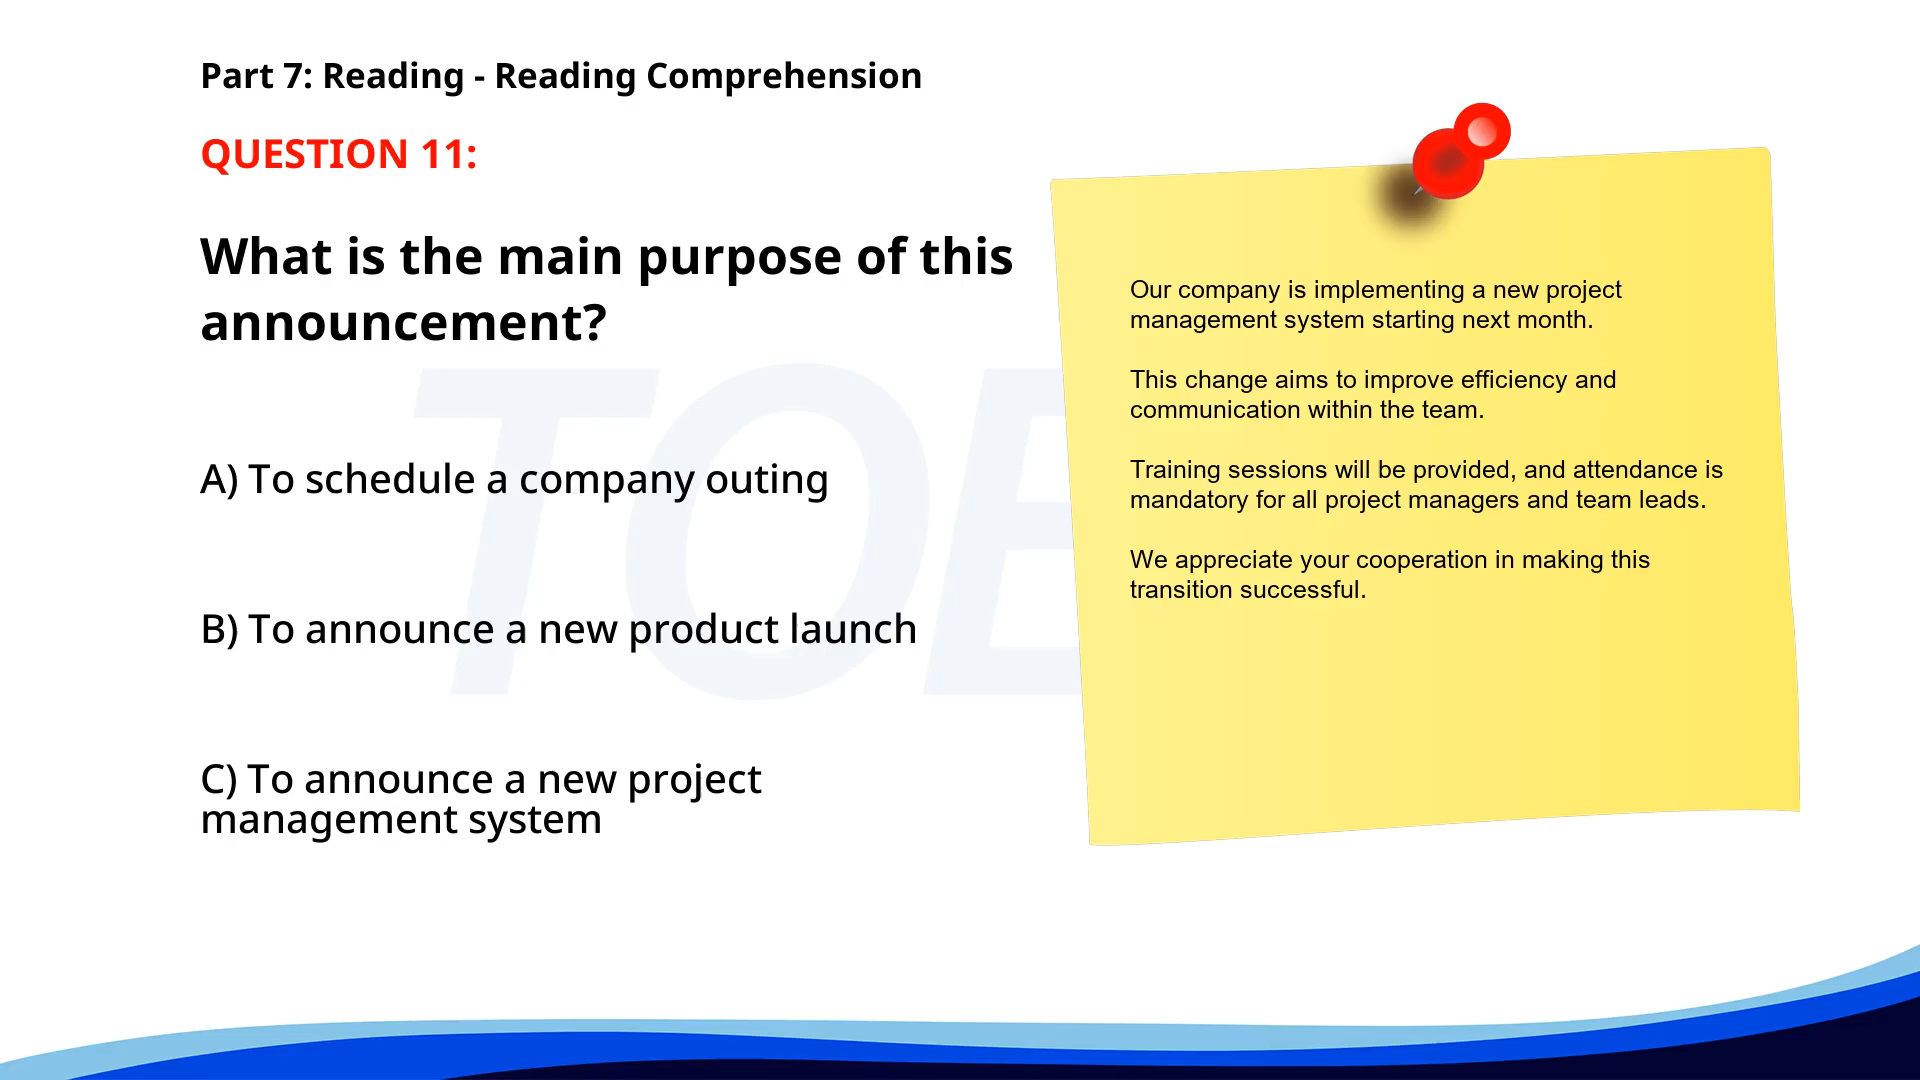 Part 7: Reading - Reading Comprehension
QUESTION 11:
What is the main purpose of this
announcement?
A) To schedule a company outing
B) To announce a new product launch
C) To announce a new project
management system
Our company is implementing a new project
management system starting next month.
This change aims to improve efficiency and
communication within the team.
Training sessions will be provided, and attendance is
mandatory for all project managers and team leads.
We appreciate your cooperation in making this
transition successful.
TOE